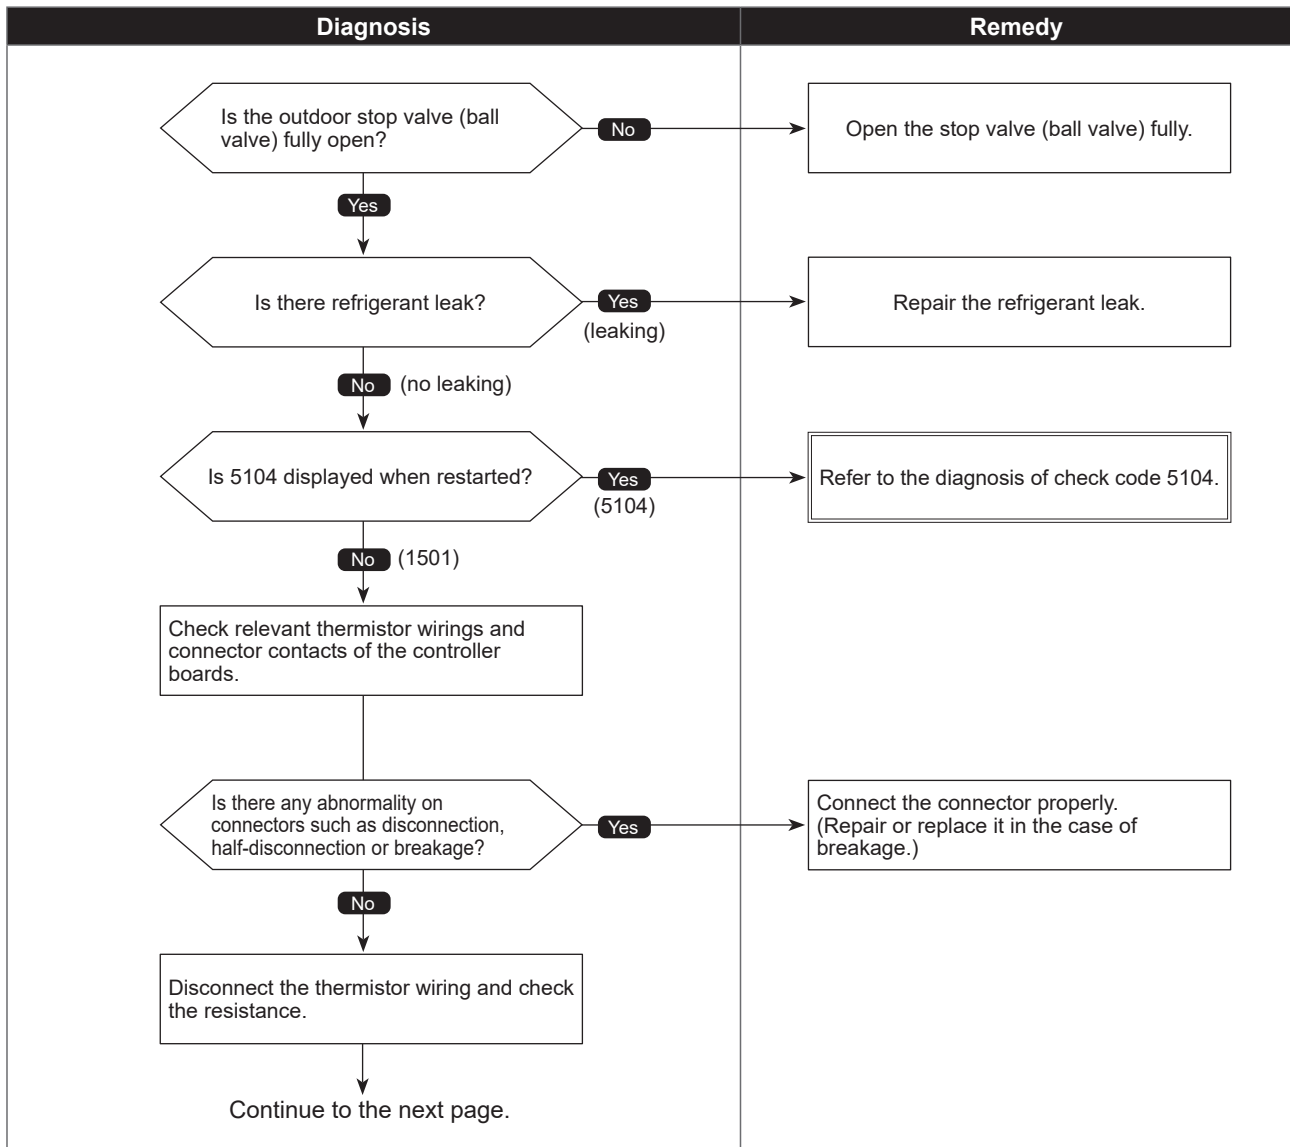 Diagnosis
Remedy
Is the outdoor stop valve (ball
valve) fully open?
No
Open the stop valve (ball valve) fully.
Yes
Is there refrigerant leak?
Yes
(leaking)
Repair the refrigerant leak.
No (no leaking)
Is 5104 displayed when restarted?
Yes
(5104)
Refer to the diagnosis of check code 5104.
No (1501)
Check relevant thermistor wirings and
connector contacts of the controller
boards.
Is there any abnormality on
connectors such as disconnection,
half-disconnection or breakage?
Yes
Connect the connector properly.
(Repair or replace it in the case of
breakage.)
No
Disconnect the thermistor wiring and check
the resistance.
Continue to the next page.